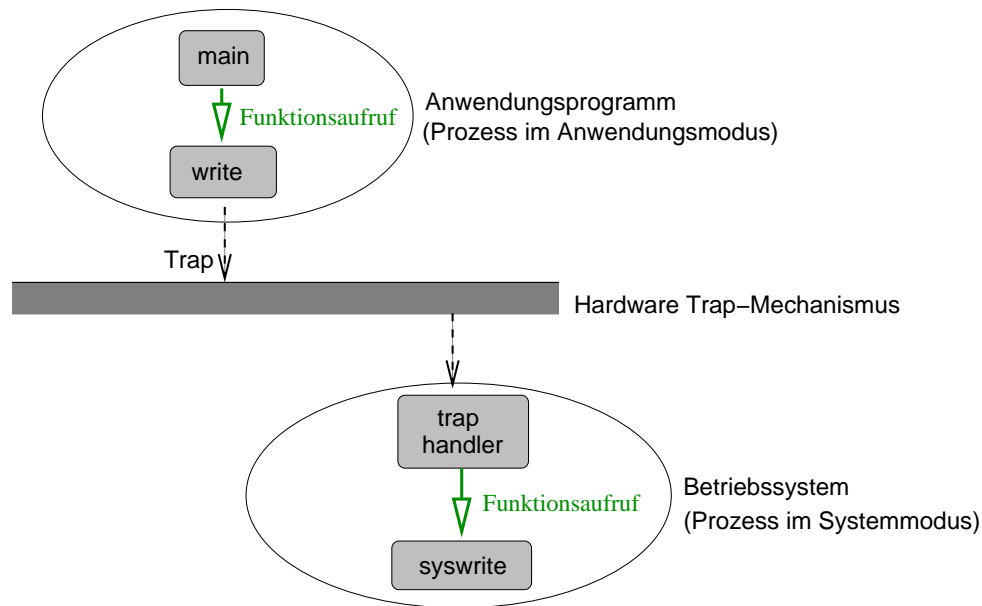 main
Funktionsaufruf
write
Anwendungsprogramm
(Prozess im Anwendungsmodus)
Trap
Hardware Trap−Mechanismus
trap
handler
Funktionsaufruf
syswrite
Betriebssystem
(Prozess im Systemmodus)